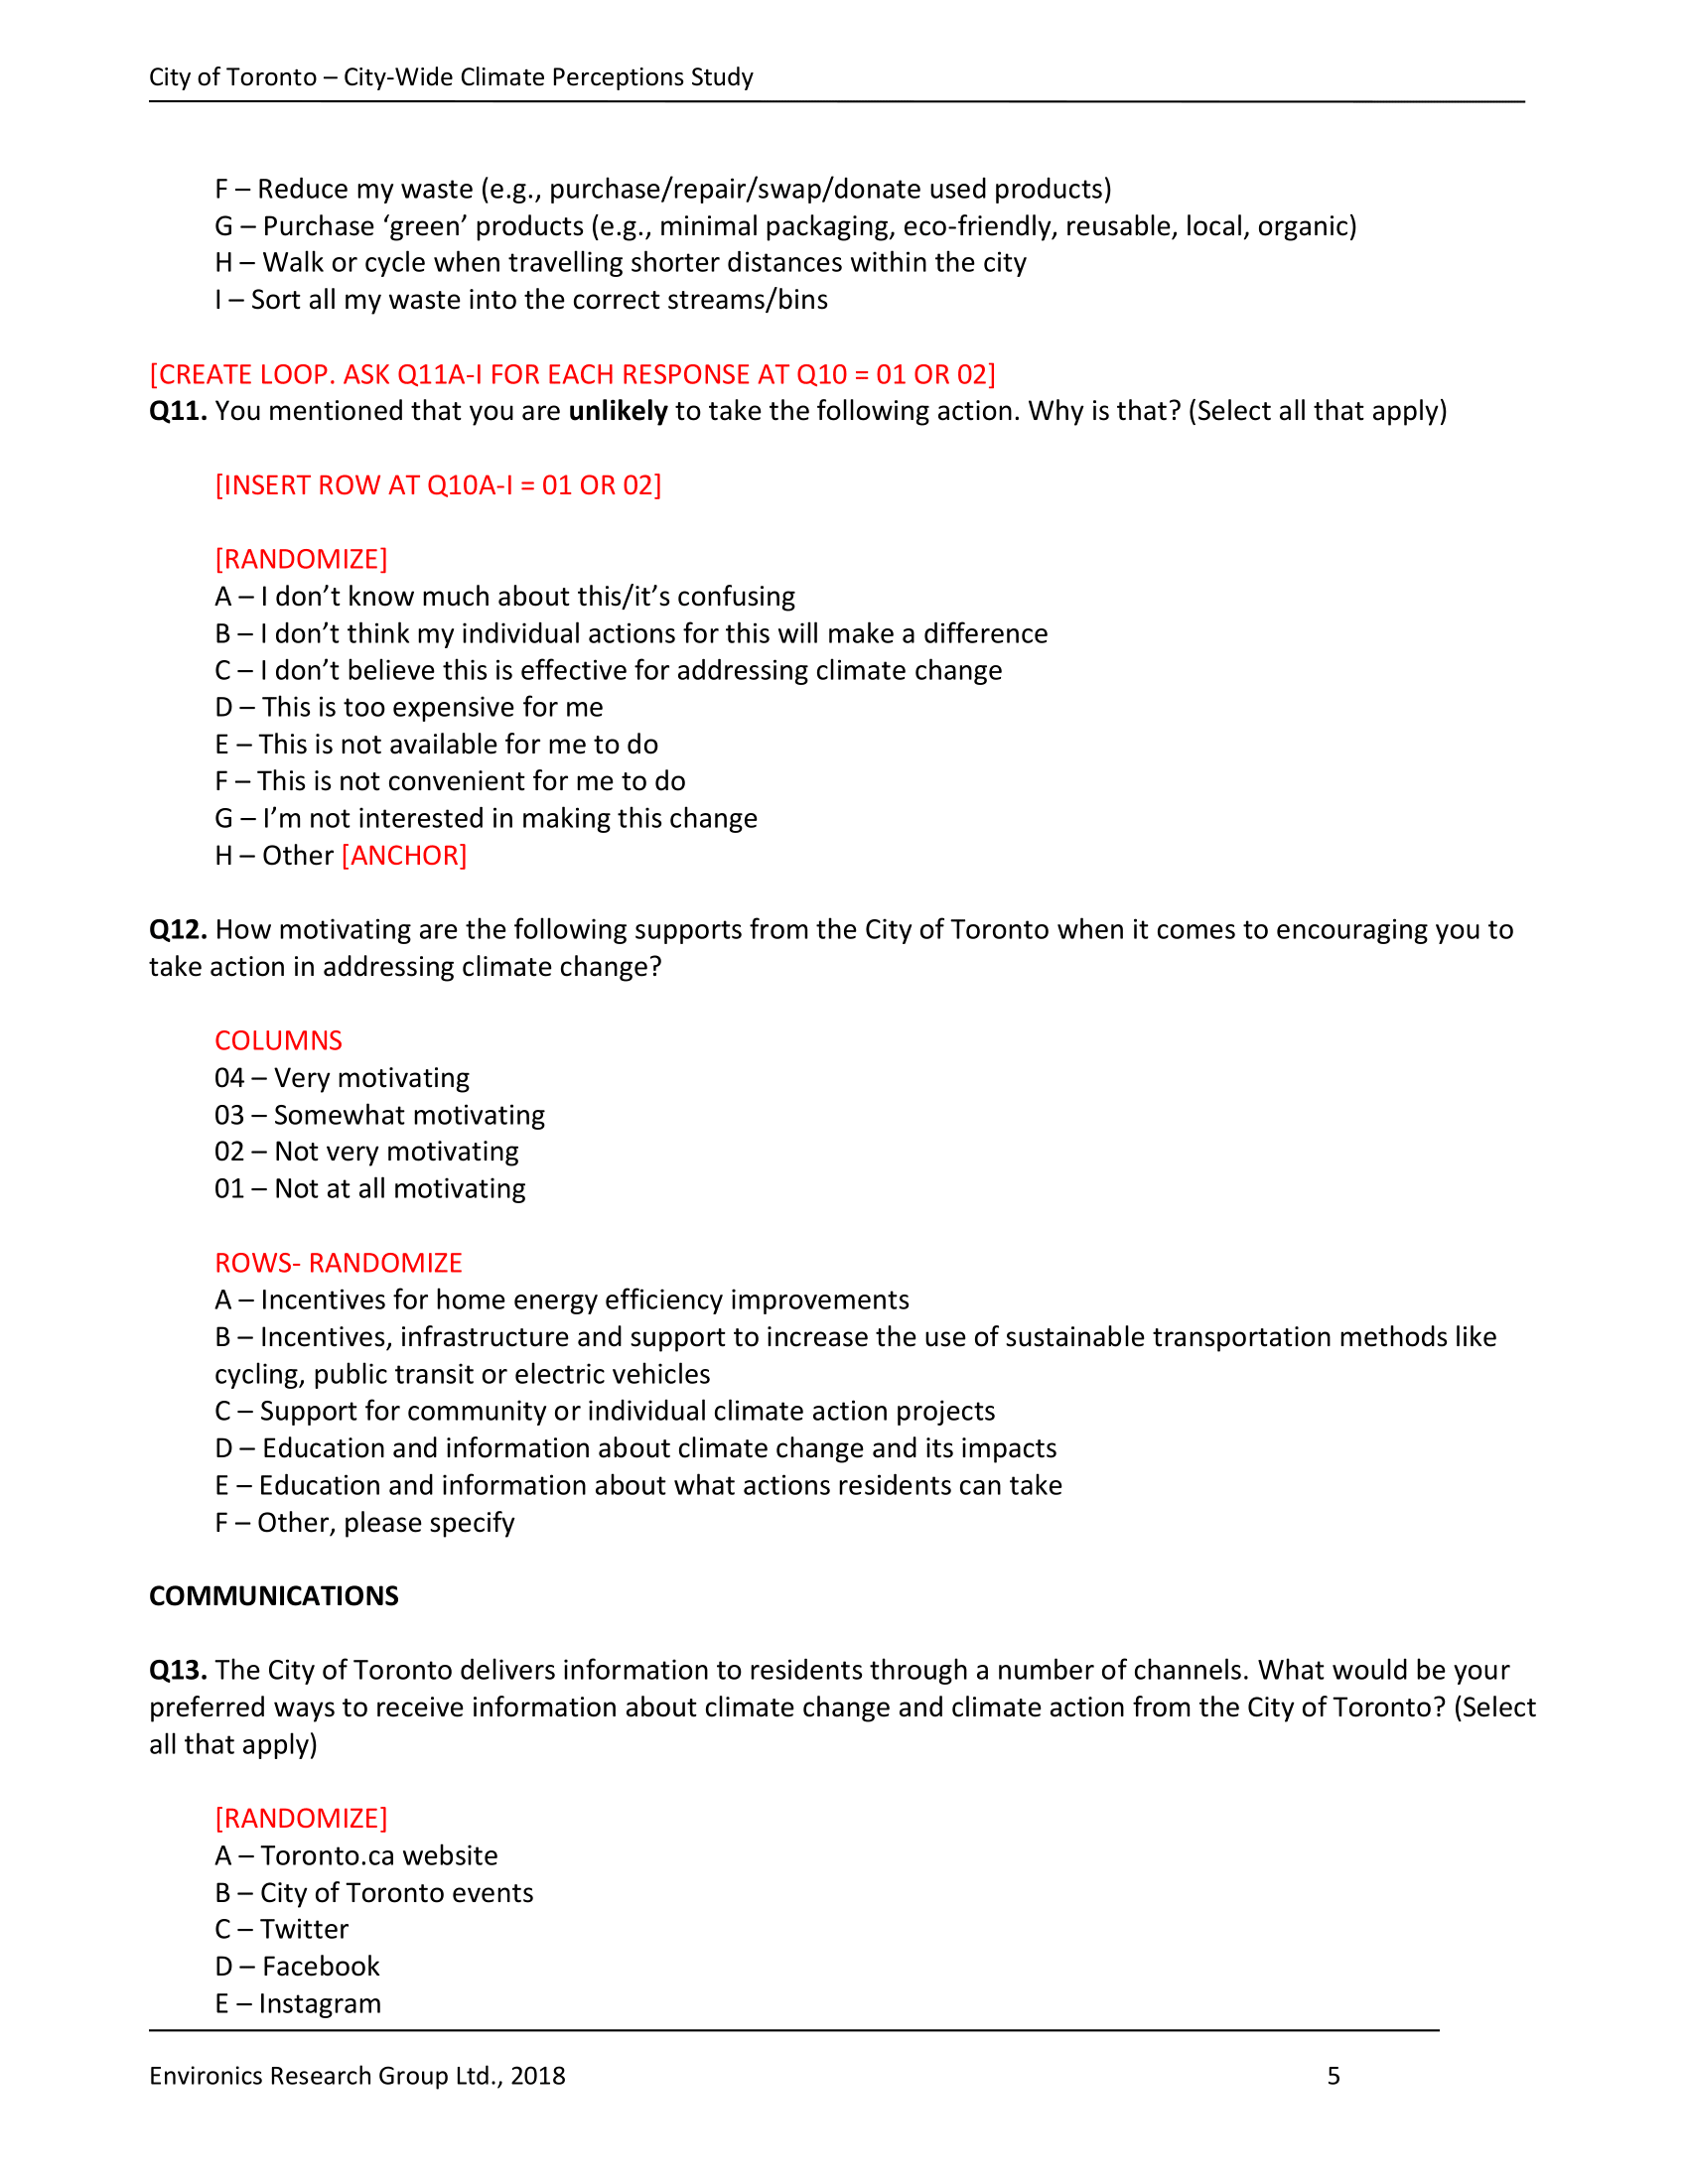 City of Toronto – City-Wide Climate Perceptions Study
F – Reduce my waste (e.g., purchase/repair/swap/donate used products)
G – Purchase ‘green’ products (e.g., minimal packaging, eco-friendly, reusable, local, organic)
H – Walk or cycle when travelling shorter distances within the city
I – Sort all my waste into the correct streams/bins
[CREATE LOOP. ASK Q11A-I FOR EACH RESPONSE AT Q10 = 01 OR 02]
Q11. You mentioned that you are unlikely to take the following action. Why is that? (Select all that apply)
[INSERT ROW AT Q10A-I = 01 OR 02]
[RANDOMIZE]
A – I don’t know much about this/it’s confusing
B – I don’t think my individual actions for this will make a difference
C – I don’t believe this is effective for addressing climate change
D – This is too expensive for me
E – This is not available for me to do
F – This is not convenient for me to do
G – I’m not interested in making this change
H – Other [ANCHOR]
Q12. How motivating are the following supports from the City of Toronto when it comes to encouraging you to
take action in addressing climate change?
COLUMNS
04 – Very motivating
03 – Somewhat motivating
02 – Not very motivating
01 – Not at all motivating
ROWS- RANDOMIZE
A – Incentives for home energy efficiency improvements
B – Incentives, infrastructure and support to increase the use of sustainable transportation methods like
cycling, public transit or electric vehicles
C – Support for community or individual climate action projects
D – Education and information about climate change and its impacts
E – Education and information about what actions residents can take
F – Other, please specify
COMMUNICATIONS
Q13. The City of Toronto delivers information to residents through a number of channels. What would be your
preferred ways to receive information about climate change and climate action from the City of Toronto? (Select
all that apply)
[RANDOMIZE]
A – Toronto.ca website
B – City of Toronto events
C – Twitter
D – Facebook
E – Instagram
Environics Research Group Ltd., 2018 5